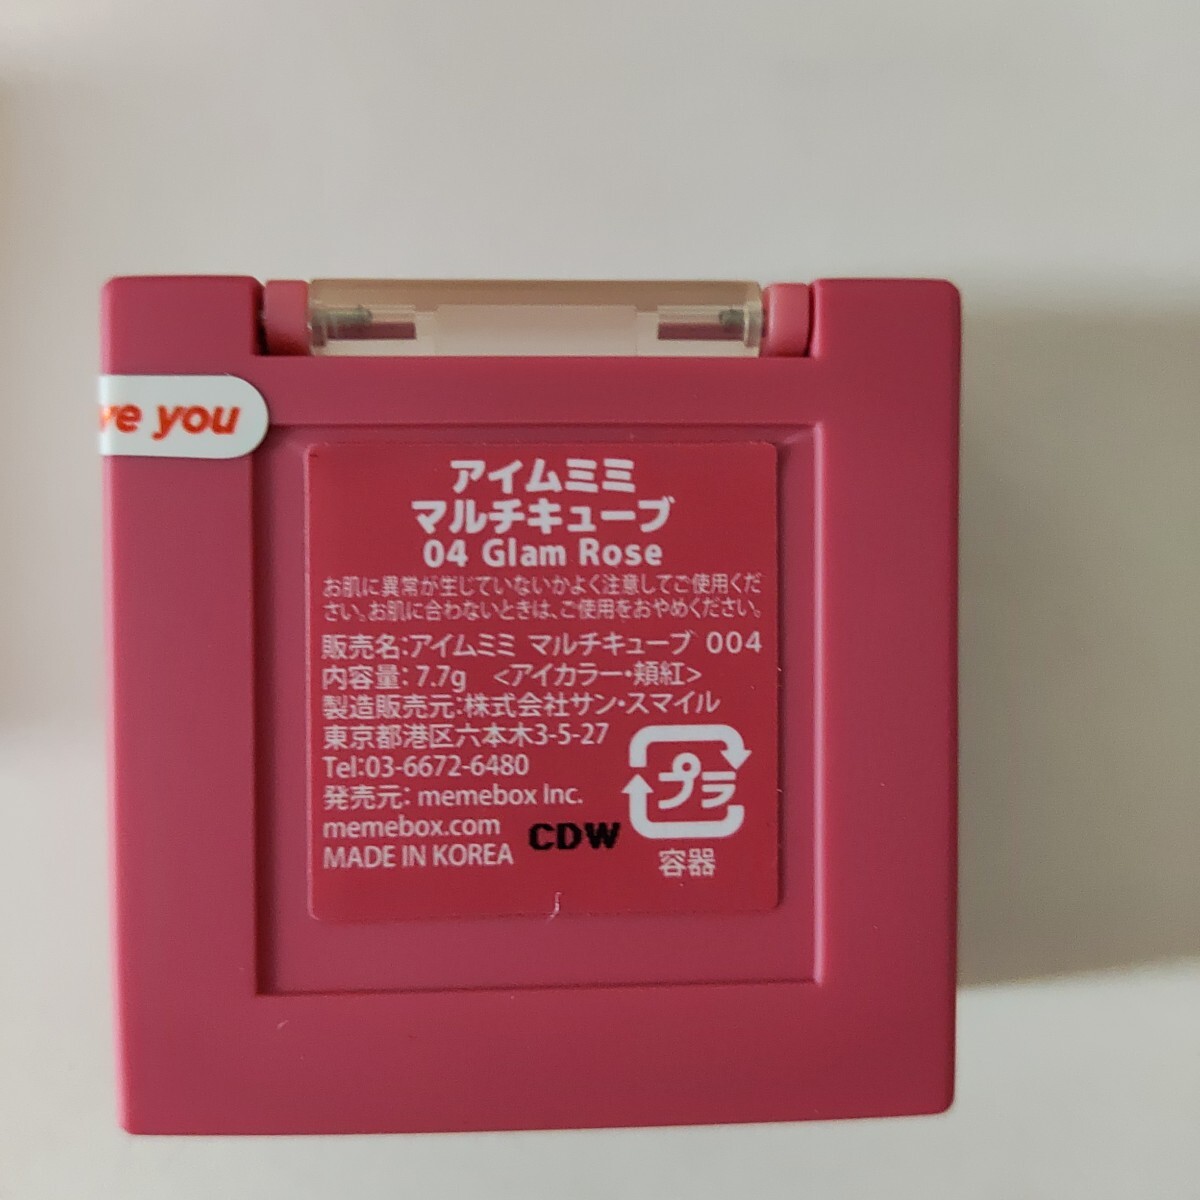 ve you
アイムミミ
マルチキューブ
04 Glam Rose
お肌に異常が生じていないかよく注意してご使用くだ
さい。お肌に合わないときは、ご使用をおやめください。
販売名:アイムミミ マルチキューブ 004
内容量: 7.7g <アイカラー・頬紅>
製造販売元:株式会社サン・スマイル
東京都港区六本木3-5-27
Tel:03-6672-6480
発売元: memebox Inc.
memebox.com
MADE IN KOREA
CDW
プラ
容器